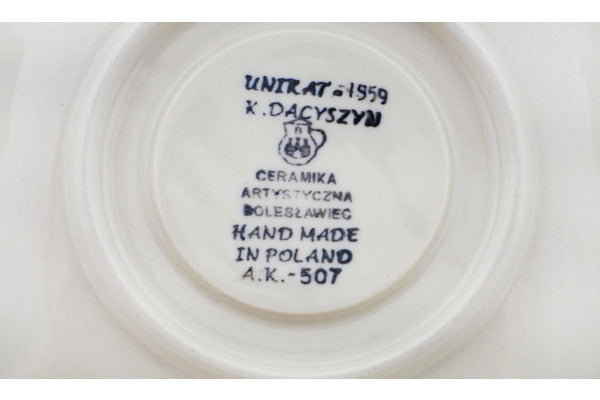 UNIKAT-1959
K. DACYSZYN
B
CERAMIKA
ARTYSTYCZNA
BOLESŁAWIEC
HAND MADE
IN POLAND
A.K.-507